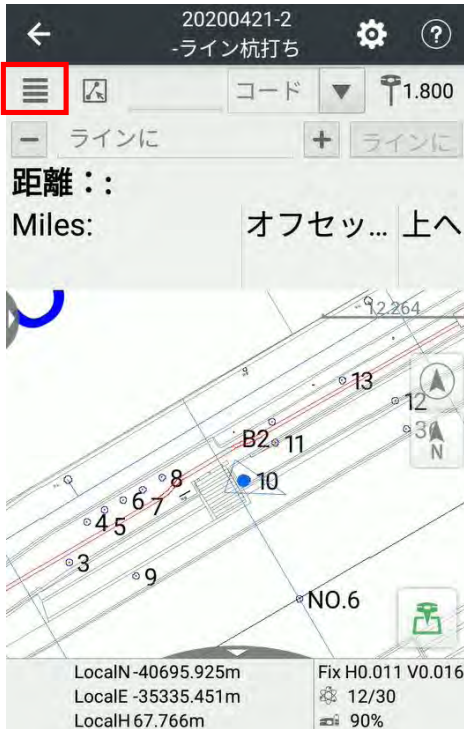 20200421-2
-ライン杭打ち
?
コード ▼ 1.800
− ラインに + ラインに
距離：:
Miles: オフセッ... 上へ
12.264
13
12
B2 11
3
N
8
10
6
7
4 5
3
9
NO.6
LocalN -40695.925m Fix H0.011 V0.016
LocalE -35335.451m 12/30
LocalH 67.766m 90%